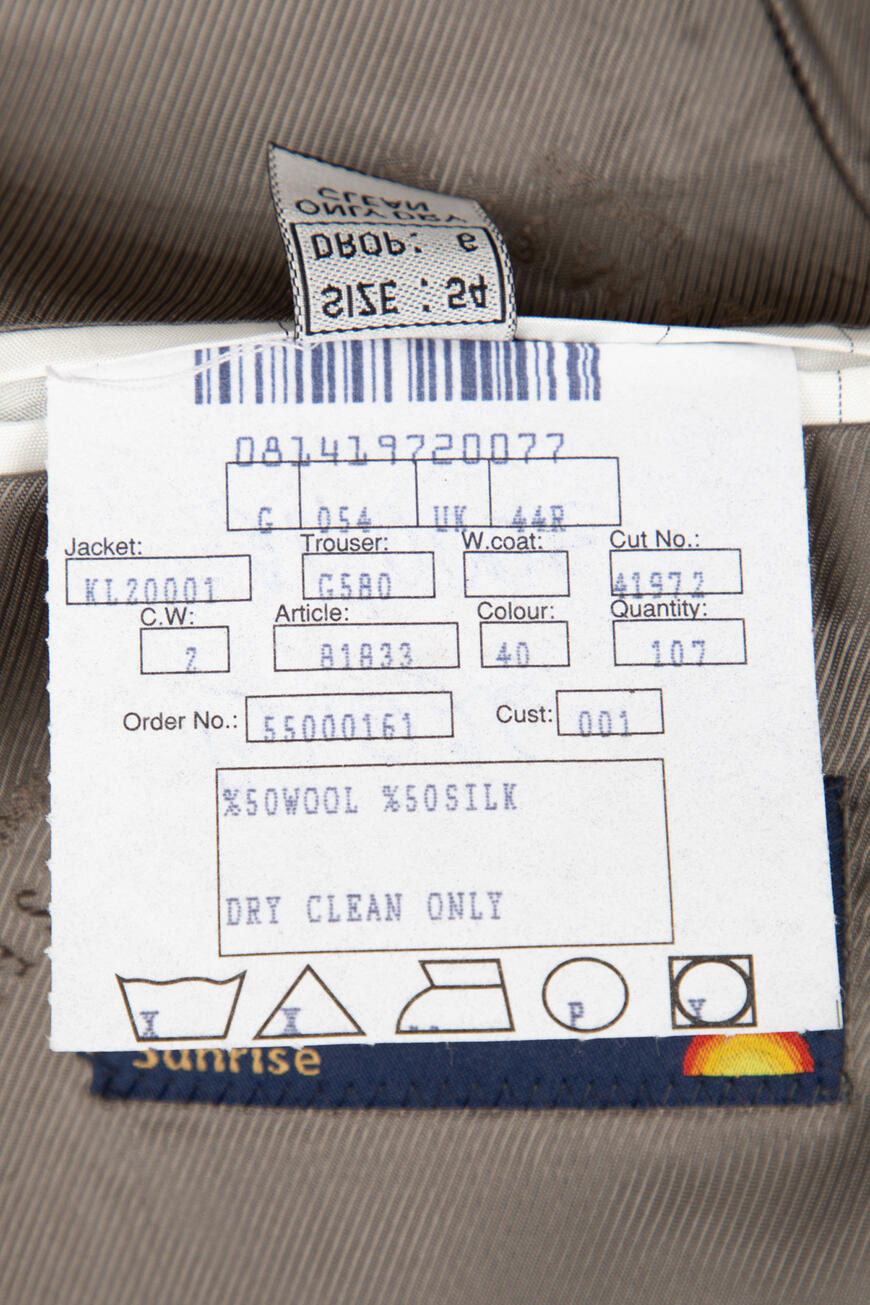 CLEAN
ONLY DRY
DROP: 6
SIZE : 54
081419720077
G 054 UK 44R
Jacket: Trouser: W.coat: Cut No.:
KL20001 G580 41972
C.W: Article: Colour: Quantity:
2 81833 40 107
Order No.: 55000161 Cust: 001
%50WOOL %50SILK
DRY CLEAN ONLY
X X .. P Y
Sunrise